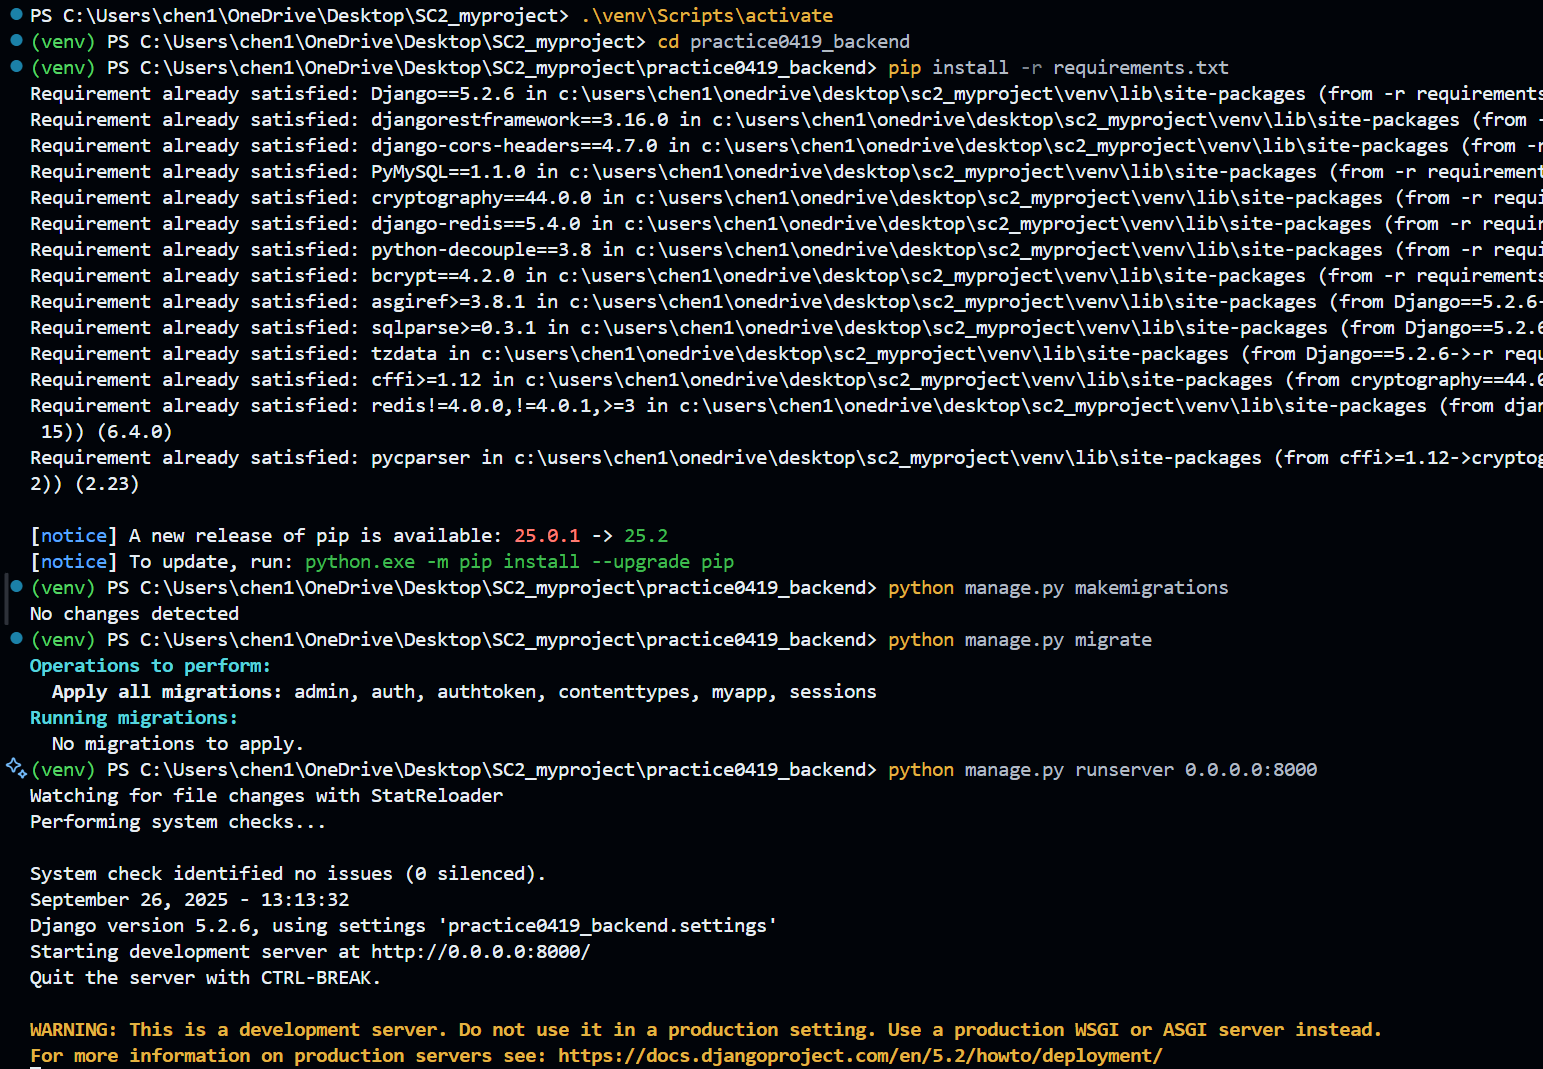 PS C:\Users\chen1\OneDrive\Desktop\SC2_myproject> .\venv\Scripts\activate
(venv) PS C:\Users\chen1\OneDrive\Desktop\SC2_myproject> cd practice0419_backend
(venv) PS C:\Users\chen1\OneDrive\Desktop\SC2_myproject\practice0419_backend> pip install -r requirements.txt
Requirement already satisfied: Django==5.2.6 in c:\users\chen1\onedrive\desktop\sc2_myproject\venv\lib\site-packages (from -r requirements
Requirement already satisfied: djangorestframework==3.16.0 in c:\users\chen1\onedrive\desktop\sc2_myproject\venv\lib\site-packages (from -
Requirement already satisfied: django-cors-headers==4.7.0 in c:\users\chen1\onedrive\desktop\sc2_myproject\venv\lib\site-packages (from -r
Requirement already satisfied: PyMySQL==1.1.0 in c:\users\chen1\onedrive\desktop\sc2_myproject\venv\lib\site-packages (from -r requirement
Requirement already satisfied: cryptography==44.0.0 in c:\users\chen1\onedrive\desktop\sc2_myproject\venv\lib\site-packages (from -r requi
Requirement already satisfied: django-redis==5.4.0 in c:\users\chen1\onedrive\desktop\sc2_myproject\venv\lib\site-packages (from -r requir
Requirement already satisfied: python-decouple==3.8 in c:\users\chen1\onedrive\desktop\sc2_myproject\venv\lib\site-packages (from -r requi
Requirement already satisfied: bcrypt==4.2.0 in c:\users\chen1\onedrive\desktop\sc2_myproject\venv\lib\site-packages (from -r requirements
Requirement already satisfied: asgiref>=3.8.1 in c:\users\chen1\onedrive\desktop\sc2_myproject\venv\lib\site-packages (from Django==5.2.6-
Requirement already satisfied: sqlparse>=0.3.1 in c:\users\chen1\onedrive\desktop\sc2_myproject\venv\lib\site-packages (from Django==5.2.6
Requirement already satisfied: tzdata in c:\users\chen1\onedrive\desktop\sc2_myproject\venv\lib\site-packages (from Django==5.2.6->-r requ
Requirement already satisfied: cffi>=1.12 in c:\users\chen1\onedrive\desktop\sc2_myproject\venv\lib\site-packages (from cryptography==44.0
Requirement already satisfied: redis!=4.0.0,!=4.0.1,>=3 in c:\users\chen1\onedrive\desktop\sc2_myproject\venv\lib\site-packages (from djan
15)) (6.4.0)
Requirement already satisfied: pycparser in c:\users\chen1\onedrive\desktop\sc2_myproject\venv\lib\site-packages (from cffi>=1.12->cryptog
2)) (2.23)
[notice] A new release of pip is available: 25.0.1 -> 25.2
[notice] To update, run: python.exe -m pip install --upgrade pip
(venv) PS C:\Users\chen1\OneDrive\Desktop\SC2_myproject\practice0419_backend> python manage.py makemigrations
No changes detected
(venv) PS C:\Users\chen1\OneDrive\Desktop\SC2_myproject\practice0419_backend> python manage.py migrate
Operations to perform:
Apply all migrations: admin, auth, authtoken, contenttypes, myapp, sessions
Running migrations:
No migrations to apply.
(venv) PS C:\Users\chen1\OneDrive\Desktop\SC2_myproject\practice0419_backend> python manage.py runserver 0.0.0.0:8000
Watching for file changes with StatReloader
Performing system checks...
System check identified no issues (0 silenced).
September 26, 2025 - 13:13:32
Django version 5.2.6, using settings 'practice0419_backend.settings'
Starting development server at http://0.0.0.0:8000/
Quit the server with CTRL-BREAK.
WARNING: This is a development server. Do not use it in a production setting. Use a production WSGI or ASGI server instead.
For more information on production servers see: https://docs.djangoproject.com/en/5.2/howto/deployment/